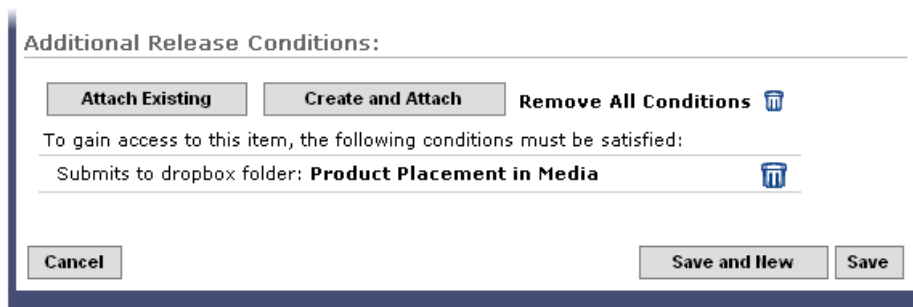 Additional Release Conditions:
Attach Existing Create and Attach Remove All Conditions
To gain access to this item, the following conditions must be satisfied:
Submits to dropbox folder: Product Placement in Media
Cancel Save and New Save